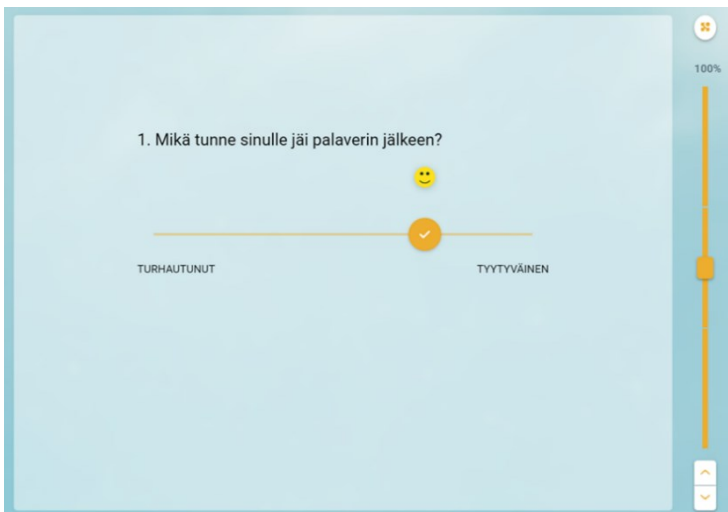 100%
1. Mikä tunne sinulle jäi palaverin jälkeen?
TURHAUTUNUT TYYTYVÄINEN